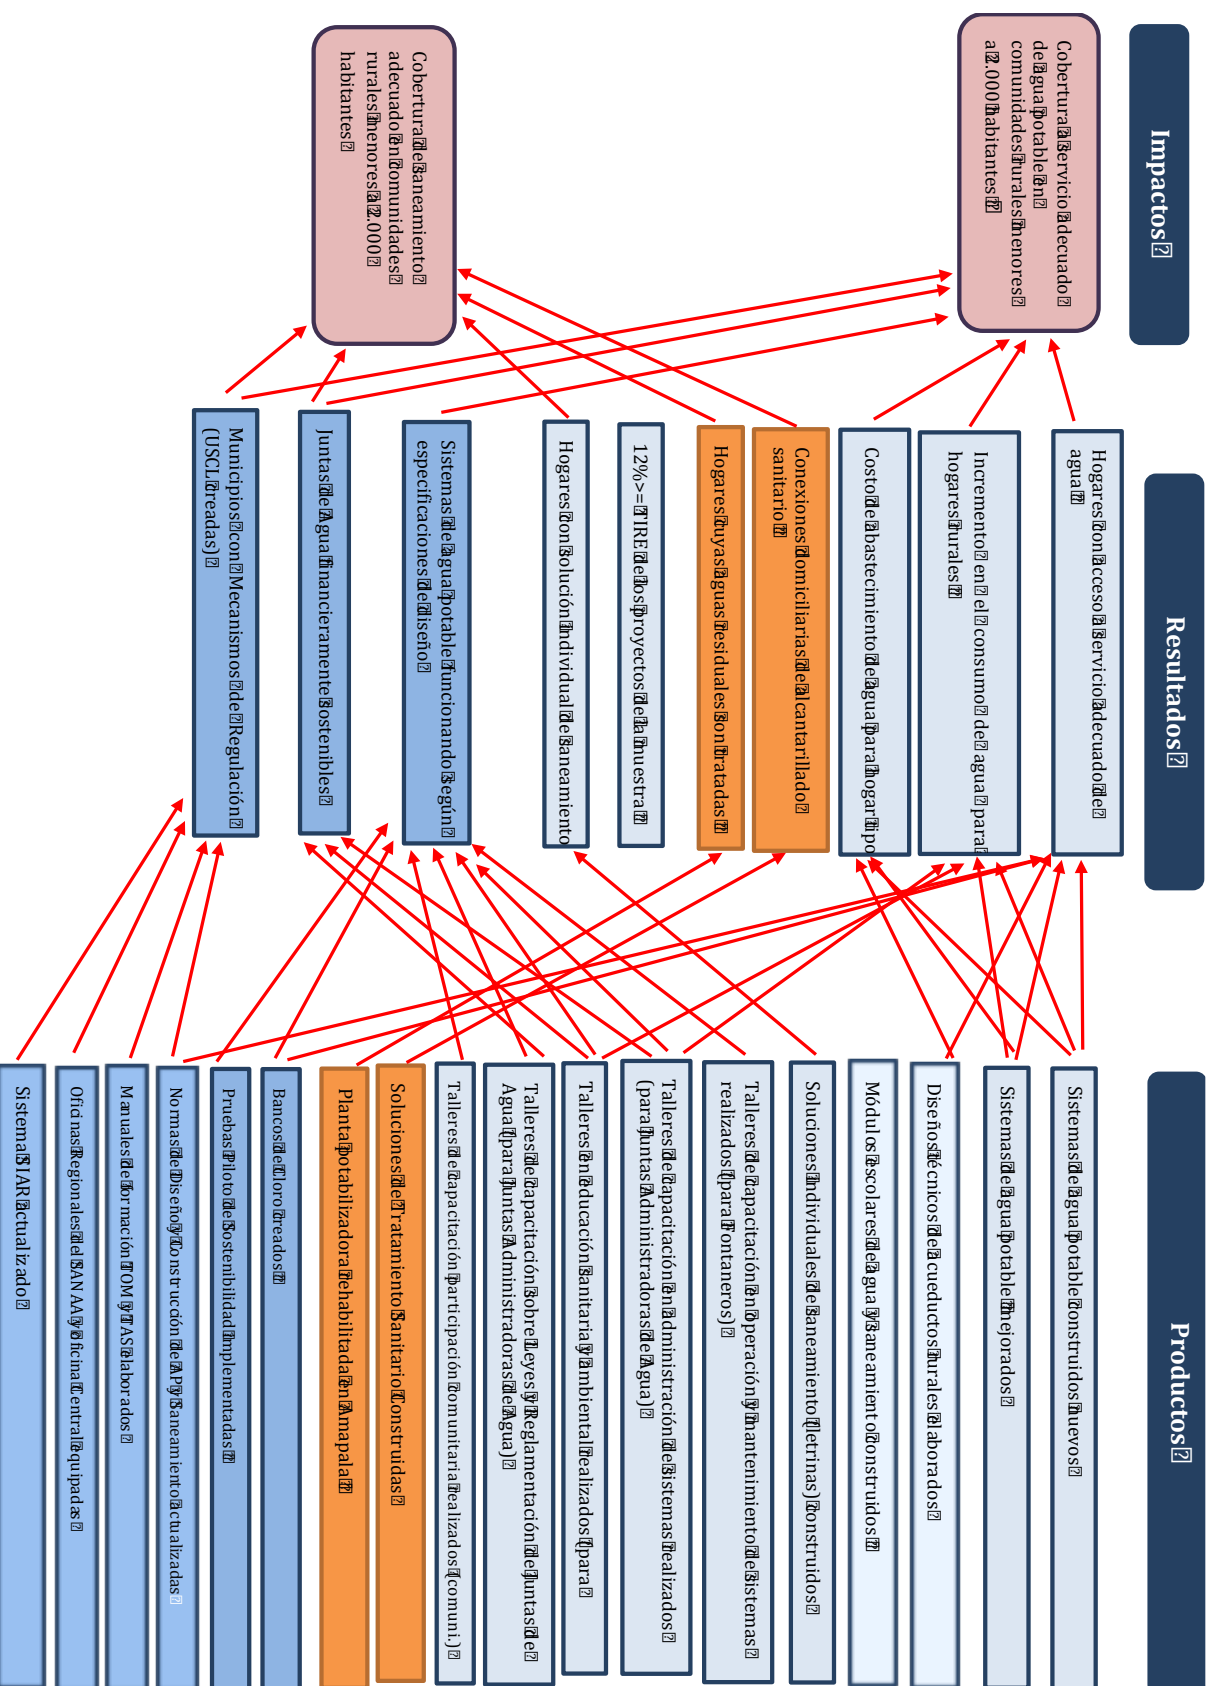 Impactos
Cobertura a servicio adecuado
de agua potable en
comunidades rurales menores
a 2.000 habitantes
Cobertura de saneamiento
adecuado en comunidades
rurales menores a 2.000
habitantes
Resultados
Hogares con acceso a servicio adecuado de
agua
Incremento en el consumo de agua para
hogares rurales
Costo de abastecimiento de agua para hogar tipo
Conexiones domiciliarias de alcantarillado
sanitario
Hogares cuyas aguas residuales son tratadas
12%>= TIRE de los proyectos de la muestra
Hogares con solución individual de saneamiento
Sistemas de agua potable funcionando según
especificaciones de diseño
Juntas de Agua financieramente sostenibles
Municipios con Mecanismos de Regulación
(USCL creadas)
Productos
Sistemas de agua potable construidos nuevos
Sistemas de agua potable mejorados
Diseños técnicos de acueductos rurales elaborados
Módulos escolares de agua y saneamiento construidos
Soluciones individuales de saneamiento (letrinas) construidos
Talleres de capacitación en operación y mantenimiento de sistemas
realizados (para Fontaneros)
Talleres de capacitación en administración de sistemas realizados
(para Juntas Administradoras de Agua)
Talleres en educación sanitaria y ambiental realizados (para
Talleres de capacitación sobre Leyes y Reglamentación de Juntas de
Agua (para Juntas Administradoras de Agua)
Talleres de capacitación participación comunitaria realizados (comuni.)
Soluciones de Tratamiento Sanitario Construidas
Planta potabilizadora rehabilitada en Amapala
Bancos de Cloro creados
Pruebas Piloto de Sostenibilidad implementadas
Normas de Diseño y Construcción de AP y Saneamiento actualizadas
Manuales de formación TOM y TAS elaborados
Oficinas Regionales del SANAA y oficina Central equipadas
Sistema SIAR actualizado